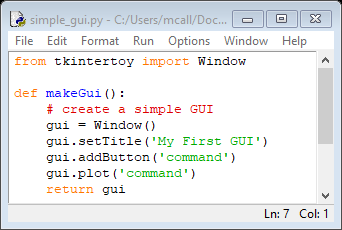 simple_gui.py - C:/Users/mcall/Doc...
File Edit Format Run Options Window Help
from tkintertoy import Window
def makeGui():
    # create a simple GUI
    gui = Window()
    gui.setTitle('My First GUI')
    gui.addButton('command')
    gui.plot('command')
    return gui
Ln: 7 Col: 1